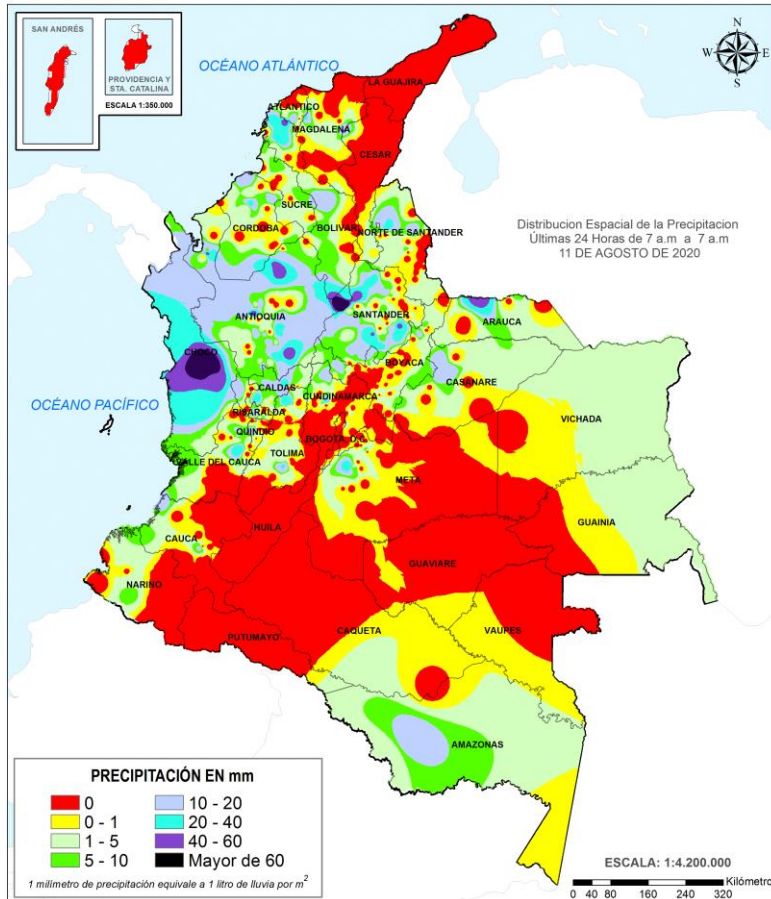 SAN ANDRÉS
PROVIDENCIA Y
STA. CATALINA
ESCALA 1:350.000
N
W
E
S
OCÉANO ATLÁNTICO
LA GUAJIRA
ATLANTICO
MAGDALENA
CESAR
SUCRE
CORDOBA
BOLIVAR
NORTE DE SANTANDER
Distribucion Espacial de la Precipitacion
Últimas 24 Horas de 7 a.m a 7 a.m
11 DE AGOSTO DE 2020
ANTIOQUIA
SANTANDER
ARAUCA
CHOCO
BOYACA
CASANARE
CALDAS
CUNDINAMARCA
OCÉANO PACÍFICO
RISARALDA
VICHADA
QUINDIO
BOGOTA, D.C.
TOLIMA
VALLE DEL CAUCA
META
GUAINIA
HUILA
CAUCA
GUAVIARE
NARIÑO
PUTUMAYO
CAQUETA
VAUPES
AMAZONAS
PRECIPITACIÓN EN mm
0
10 - 20
0 - 1
20 - 40
1 - 5
40 - 60
5 - 10
Mayor de 60
1 milímetro de precipitación equivale a 1 litro de lluvia por m2
ESCALA: 1:4.200.000
Kilómetro
0 40 80 160 240 320